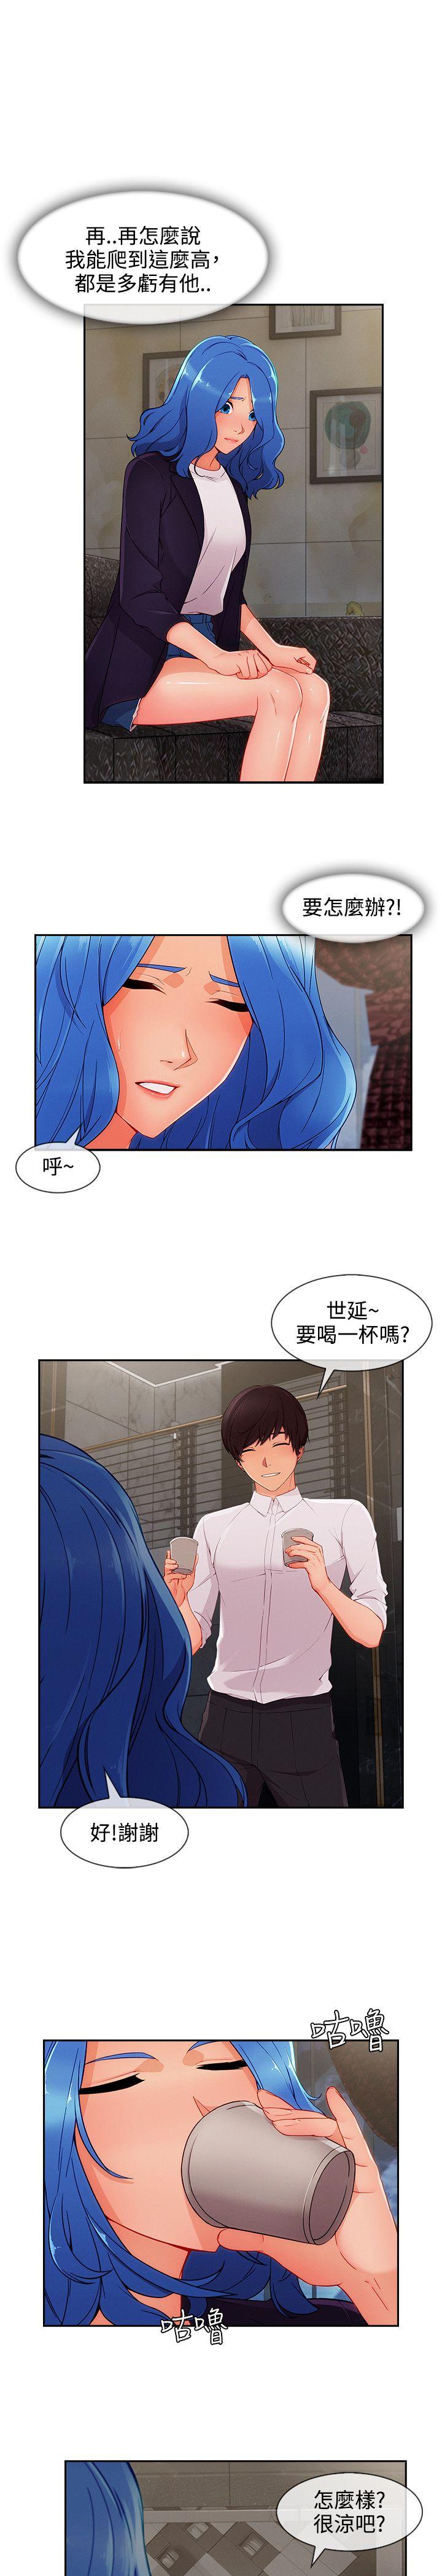 再..再怎麼說
我能爬到這麼高,
都是多虧有他..
要怎麼辦?!
呼~
世延~
要喝一杯嗎?
好!謝謝
咕嚕
咕嚕
怎麼樣?
很涼吧?